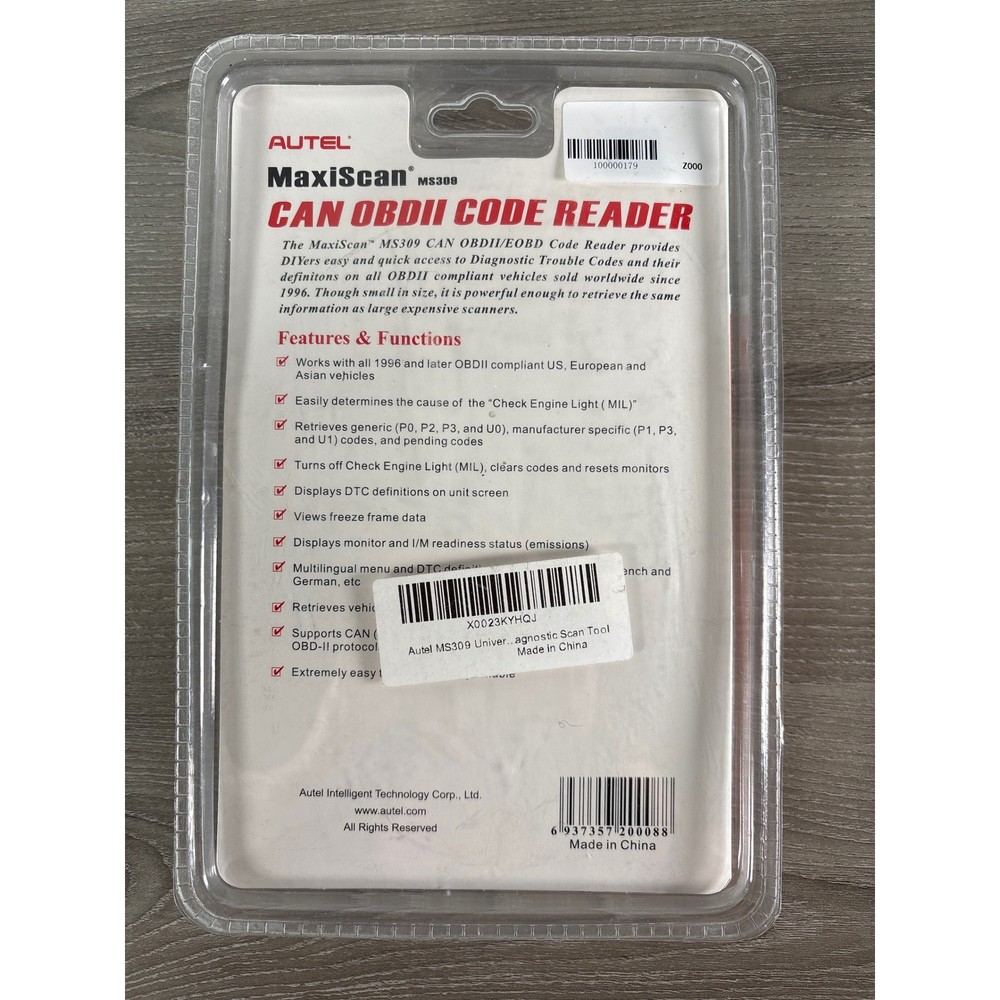 AUTEL®
100000179
Z000
MaxiScan® MS309
CAN OBDII CODE READER
The MaxiScan™ MS309 CAN OBDII/EOBD Code Reader provides
DIYers easy and quick access to Diagnostic Trouble Codes and their
definitons on all OBDII compliant vehicles sold worldwide since
1996. Though small in size, it is powerful enough to retrieve the same
information as large expensive scanners.
Features & Functions
Works with all 1996 and later OBDII compliant US, European and
Asian vehicles
Easily determines the cause of the “Check Engine Light ( MIL)”
Retrieves generic (P0, P2, P3, and U0), manufacturer specific (P1, P3,
and U1) codes, and pending codes
Turns off Check Engine Light (MIL), clears codes and resets monitors
Displays DTC definitions on unit screen
Views freeze frame data
Displays monitor and I/M readiness status (emissions)
Multilingual menu and DTC and
German, etc
Retrieves
Supports CAN (
OBD-II
Extremely easy
X0023KYHQJ
Autel MS309 Univer...agnostic Scan Tool
Made in China
Autel Intelligent Technology Corp., Ltd.
www.autel.com
All Rights Reserved
6 937357 200088
Made in China